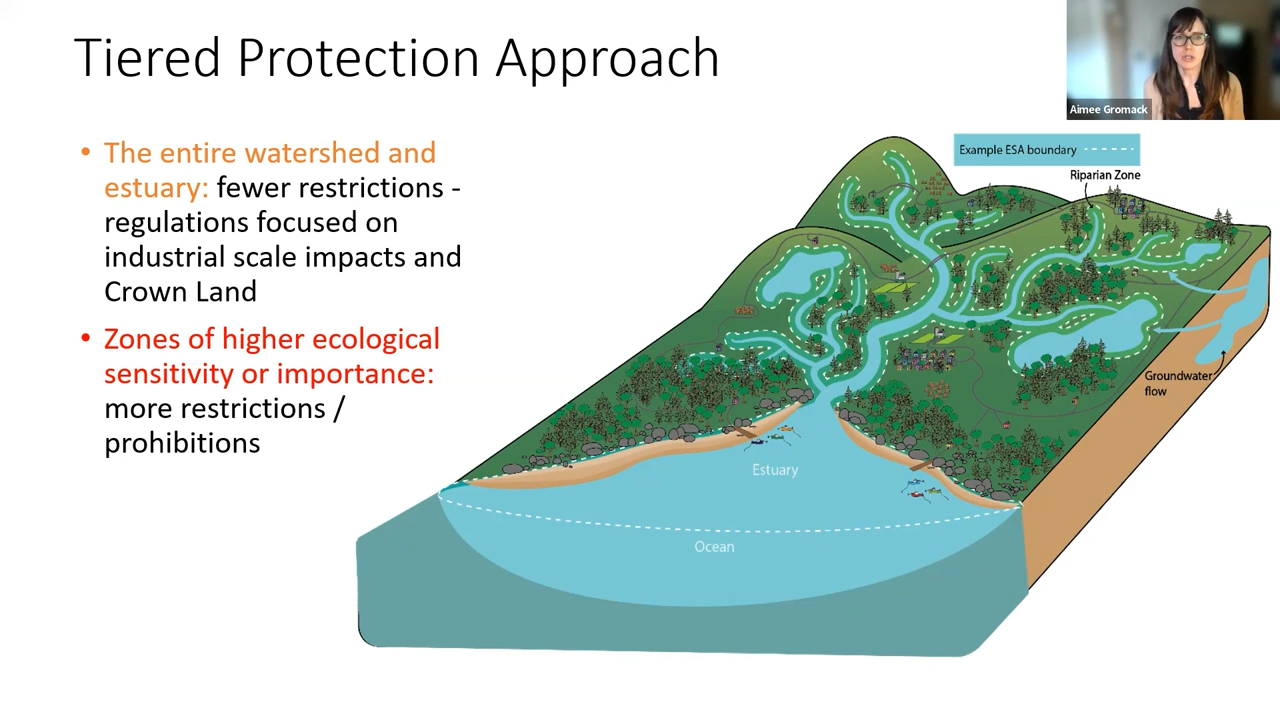 Tiered Protection Approach
Aimee Gromack
• The entire watershed and
estuary: fewer restrictions -
regulations focused on
industrial scale impacts and
Crown Land
• Zones of higher ecological
sensitivity or importance:
more restrictions /
prohibitions
Example ESA boundary
Riparian Zone
Groundwater
flow
Estuary
Ocean